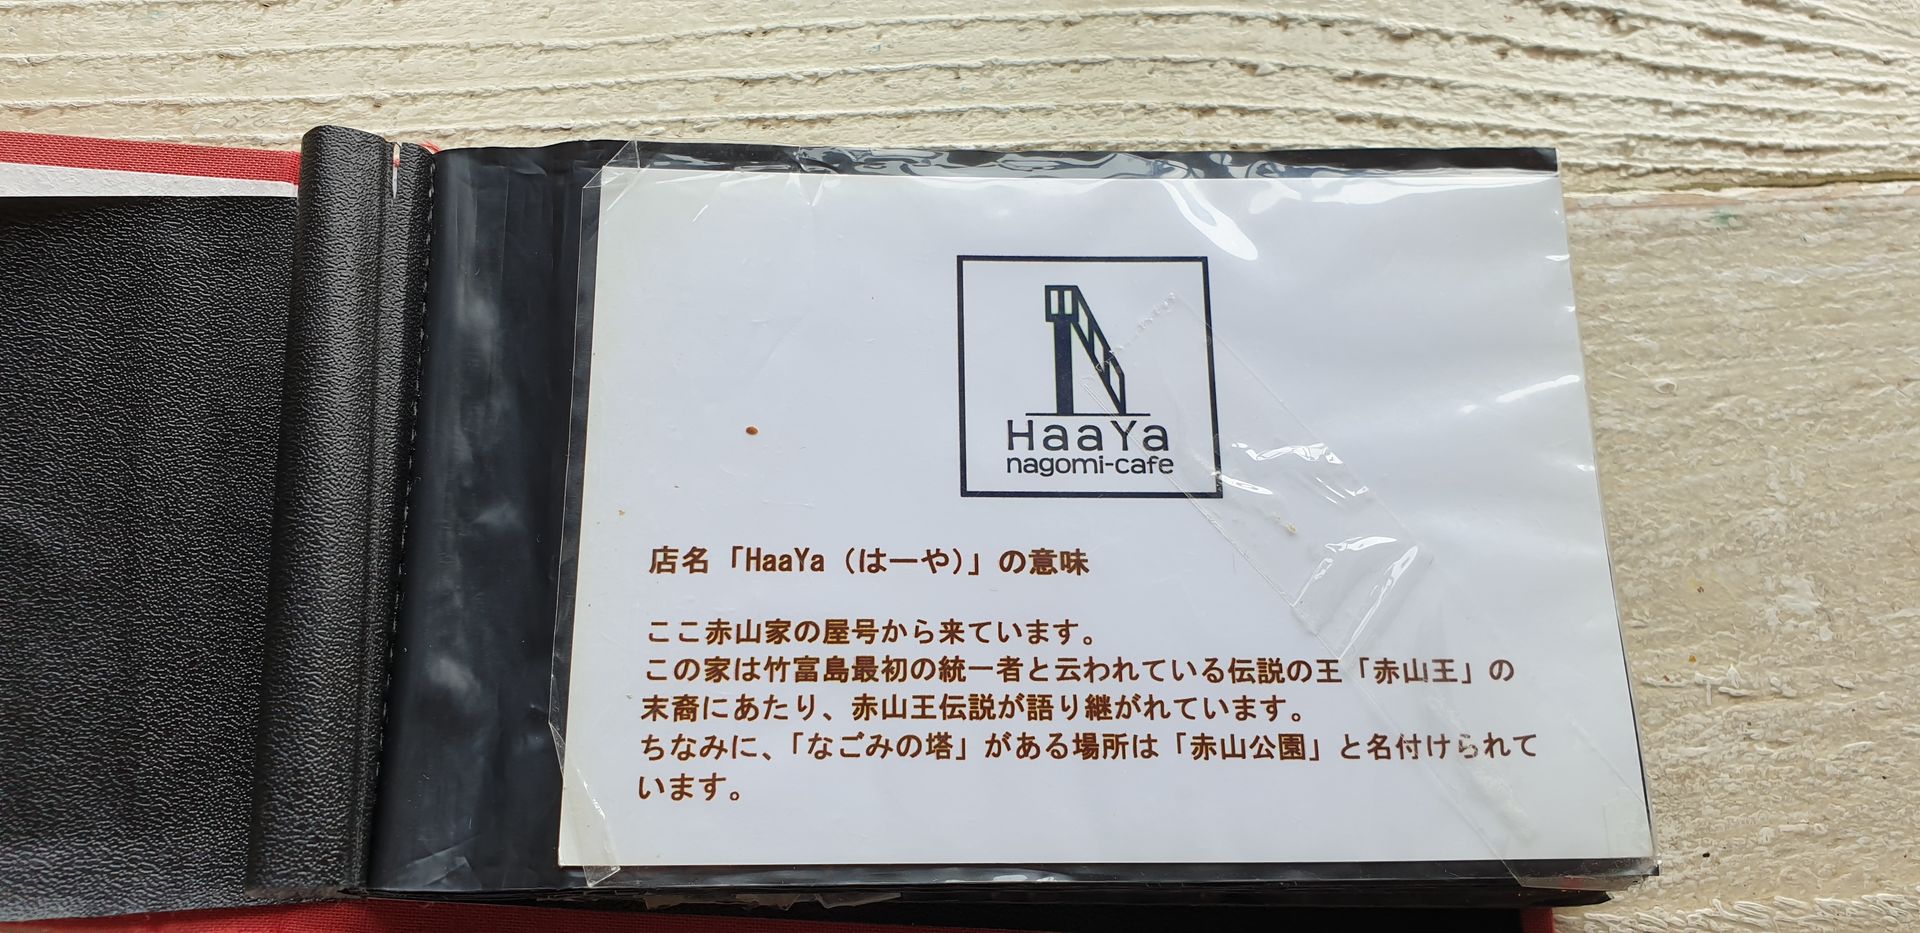 HaaYa
nagomi-cafe
店名「HaaYa（はーや）」の意味
ここ赤山家の屋号から来ています。
この家は竹富島最初の統一者と云われている伝説の王「赤山王」の
末裔にあたり、赤山王伝説が語り継がれています。
ちなみに、「なごみの塔」がある場所は「赤山公園」と名付けられて
います。